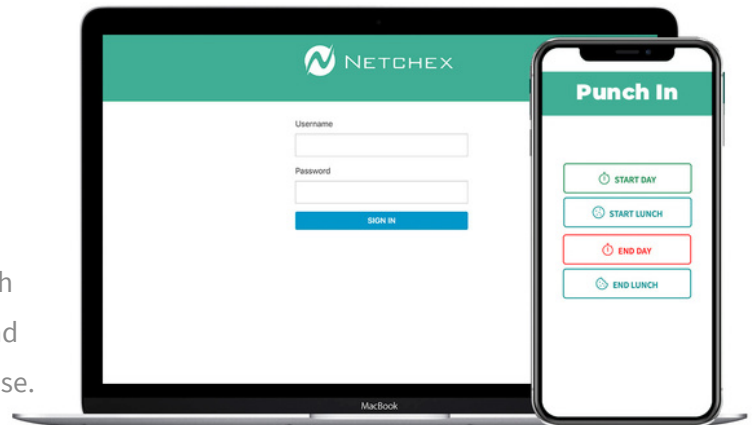 NETCHEX
Username
Password
SIGN IN
MacBook
Punch In
START DAY
START LUNCH
END DAY
END LUNCH
se.